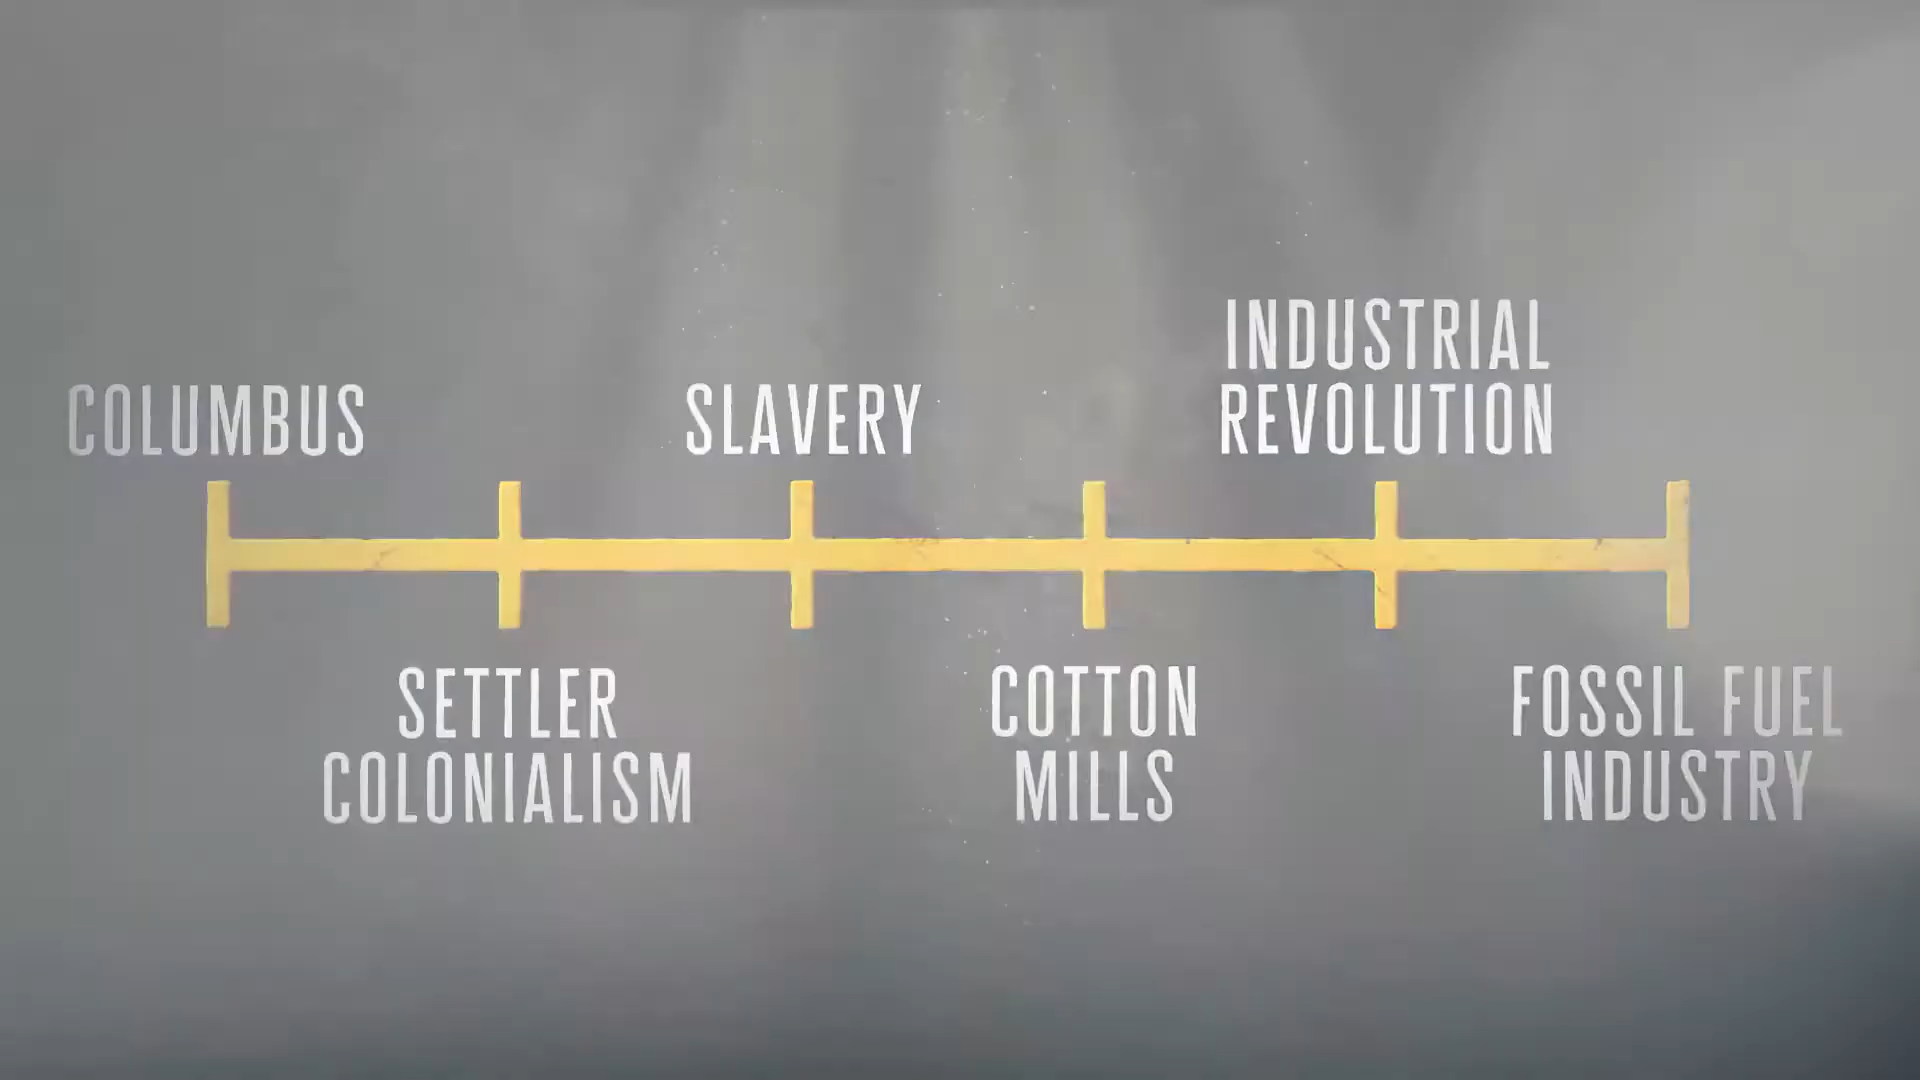 COLUMBUS
SETTLER
COLONIALISM
SLAVERY
COTTON
MILLS
INDUSTRIAL
REVOLUTION
FOSSIL FUEL
INDUSTRY